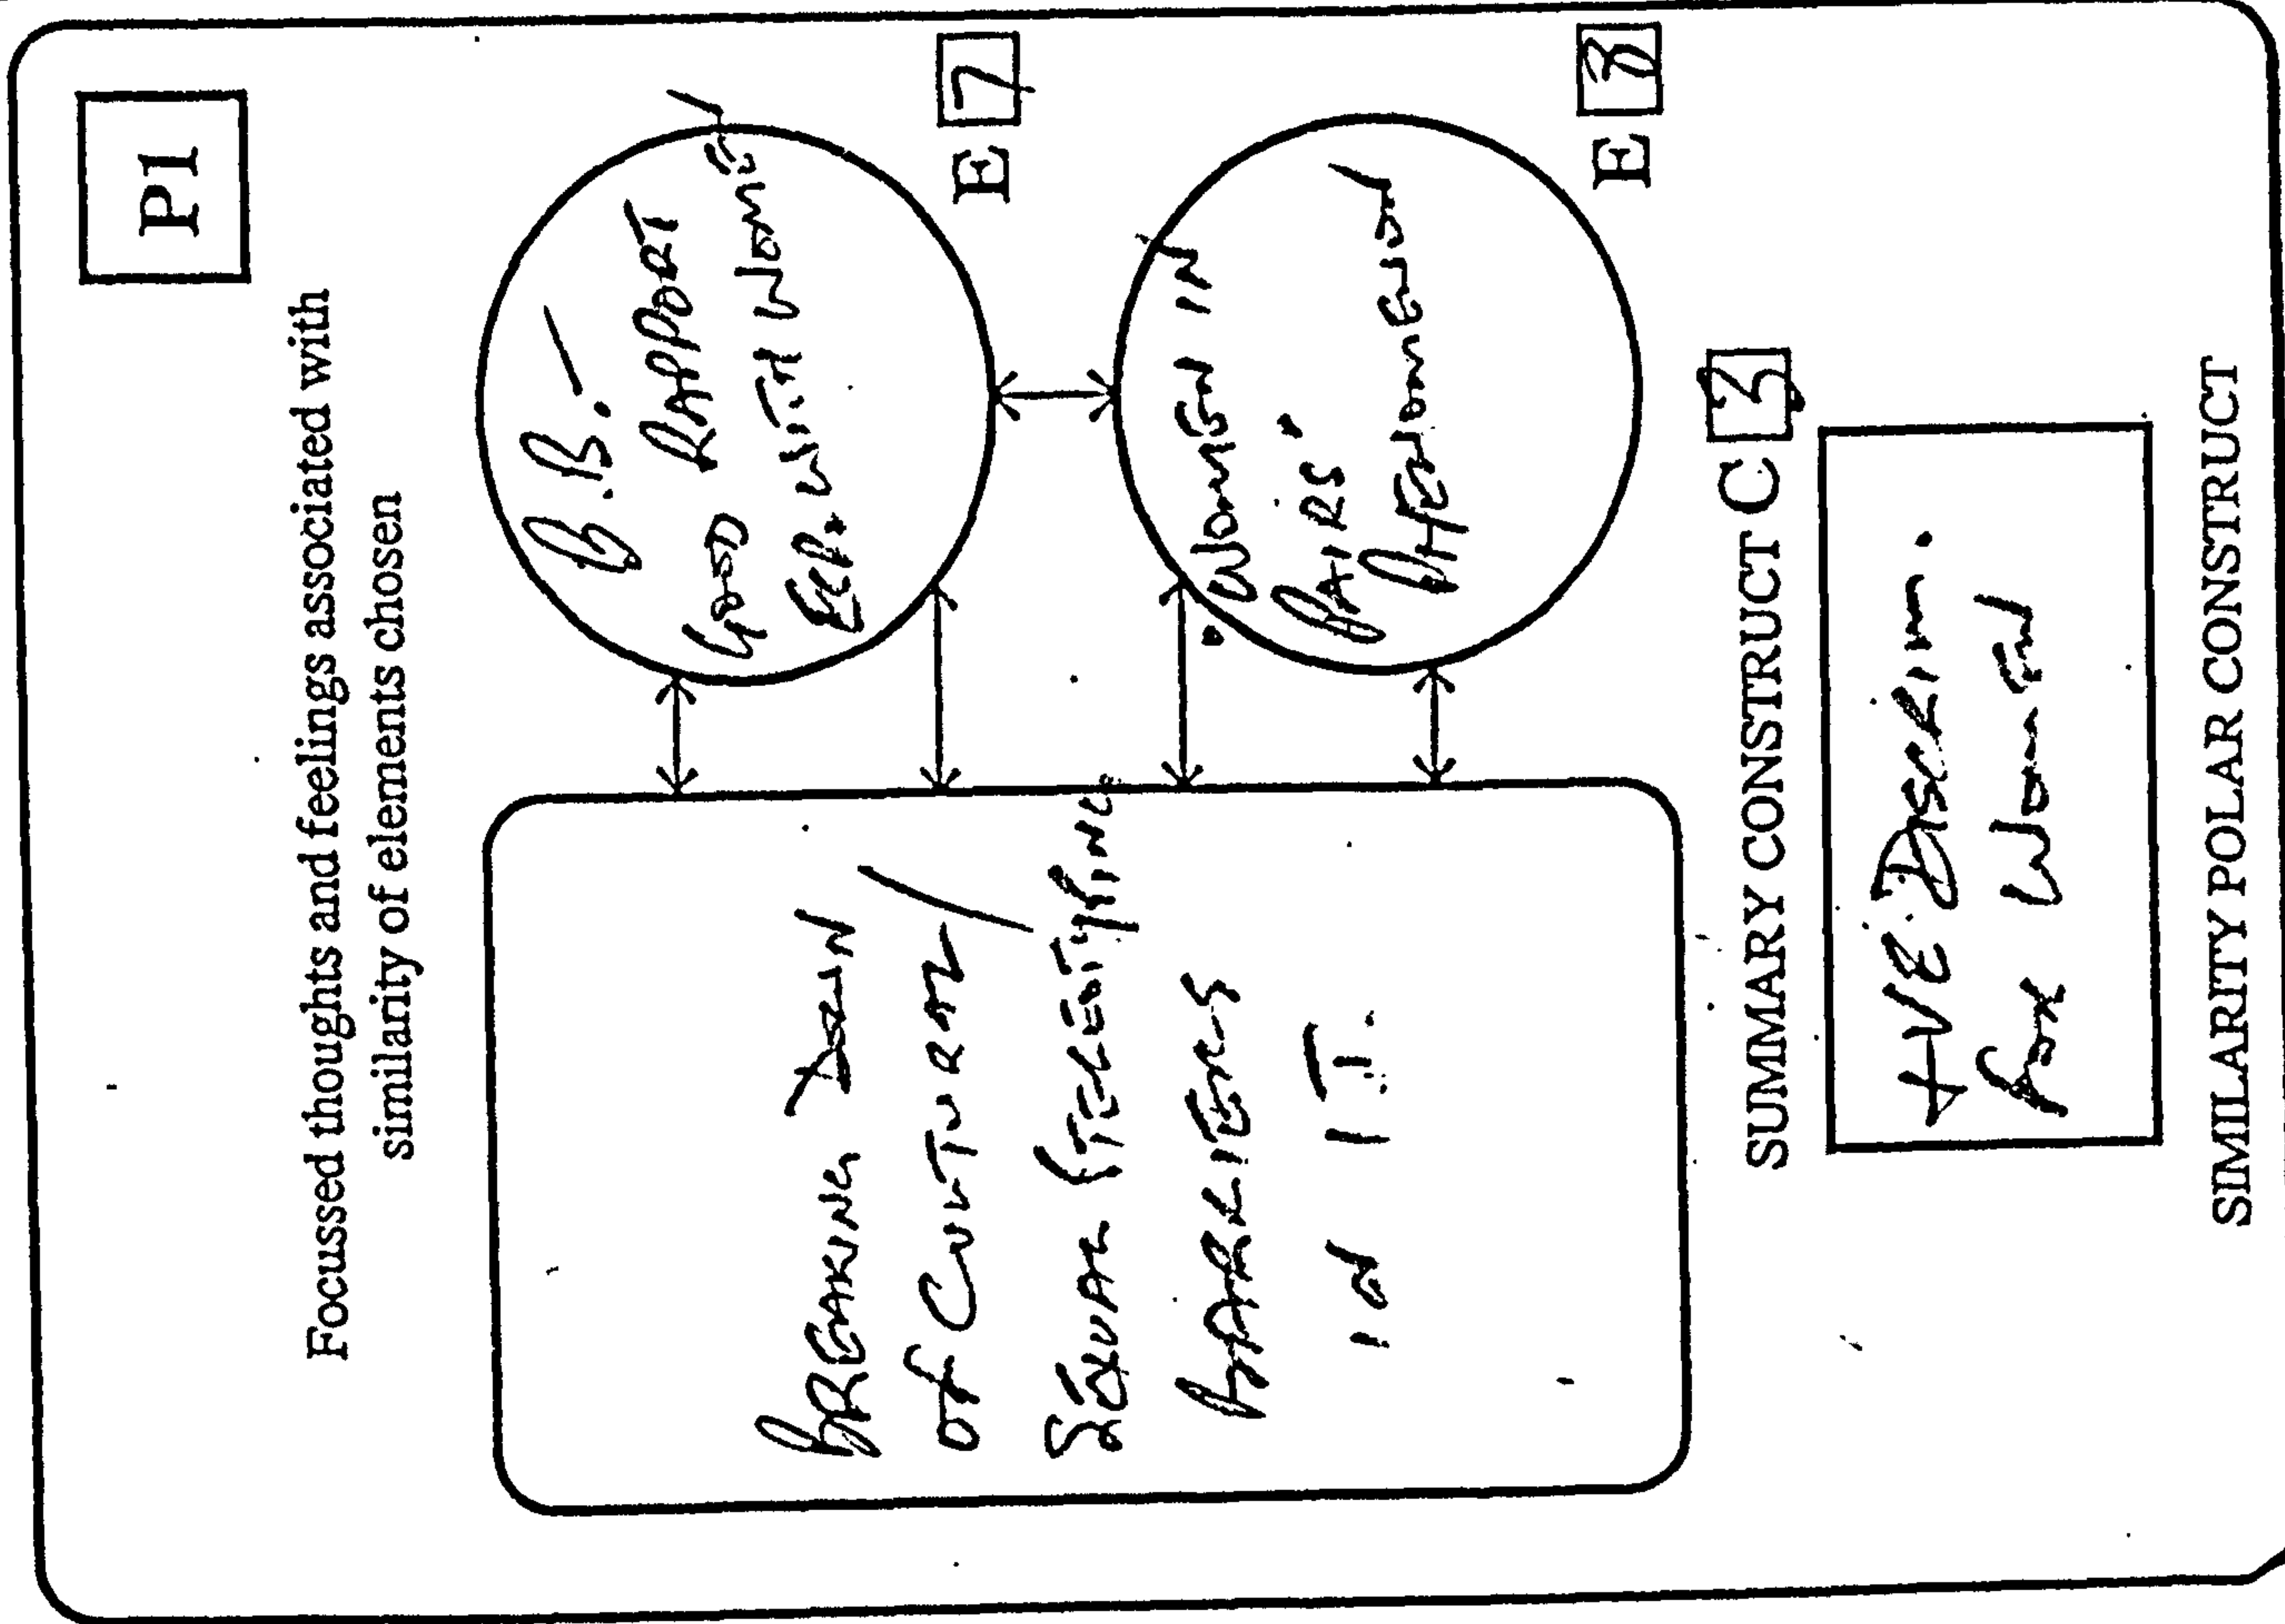 P1
Focussed thoughts and feelings associated with
similarity of elements chosen
BREAKING DOWN
OF CULTURAL /
SEXUAL STEREOTYPING
BARRIERS
IN I.T.
B.B. —
GOOD RAPPORT
ESP. WITH WOMEN
E 7
"WOMEN IN
PAIRS"
PHENOMENON
E 8
SUMMARY CONSTRUCT C 3
+VE DISCRIM.
FOR WOMEN
SIMILARITY POLAR CONSTRUCT